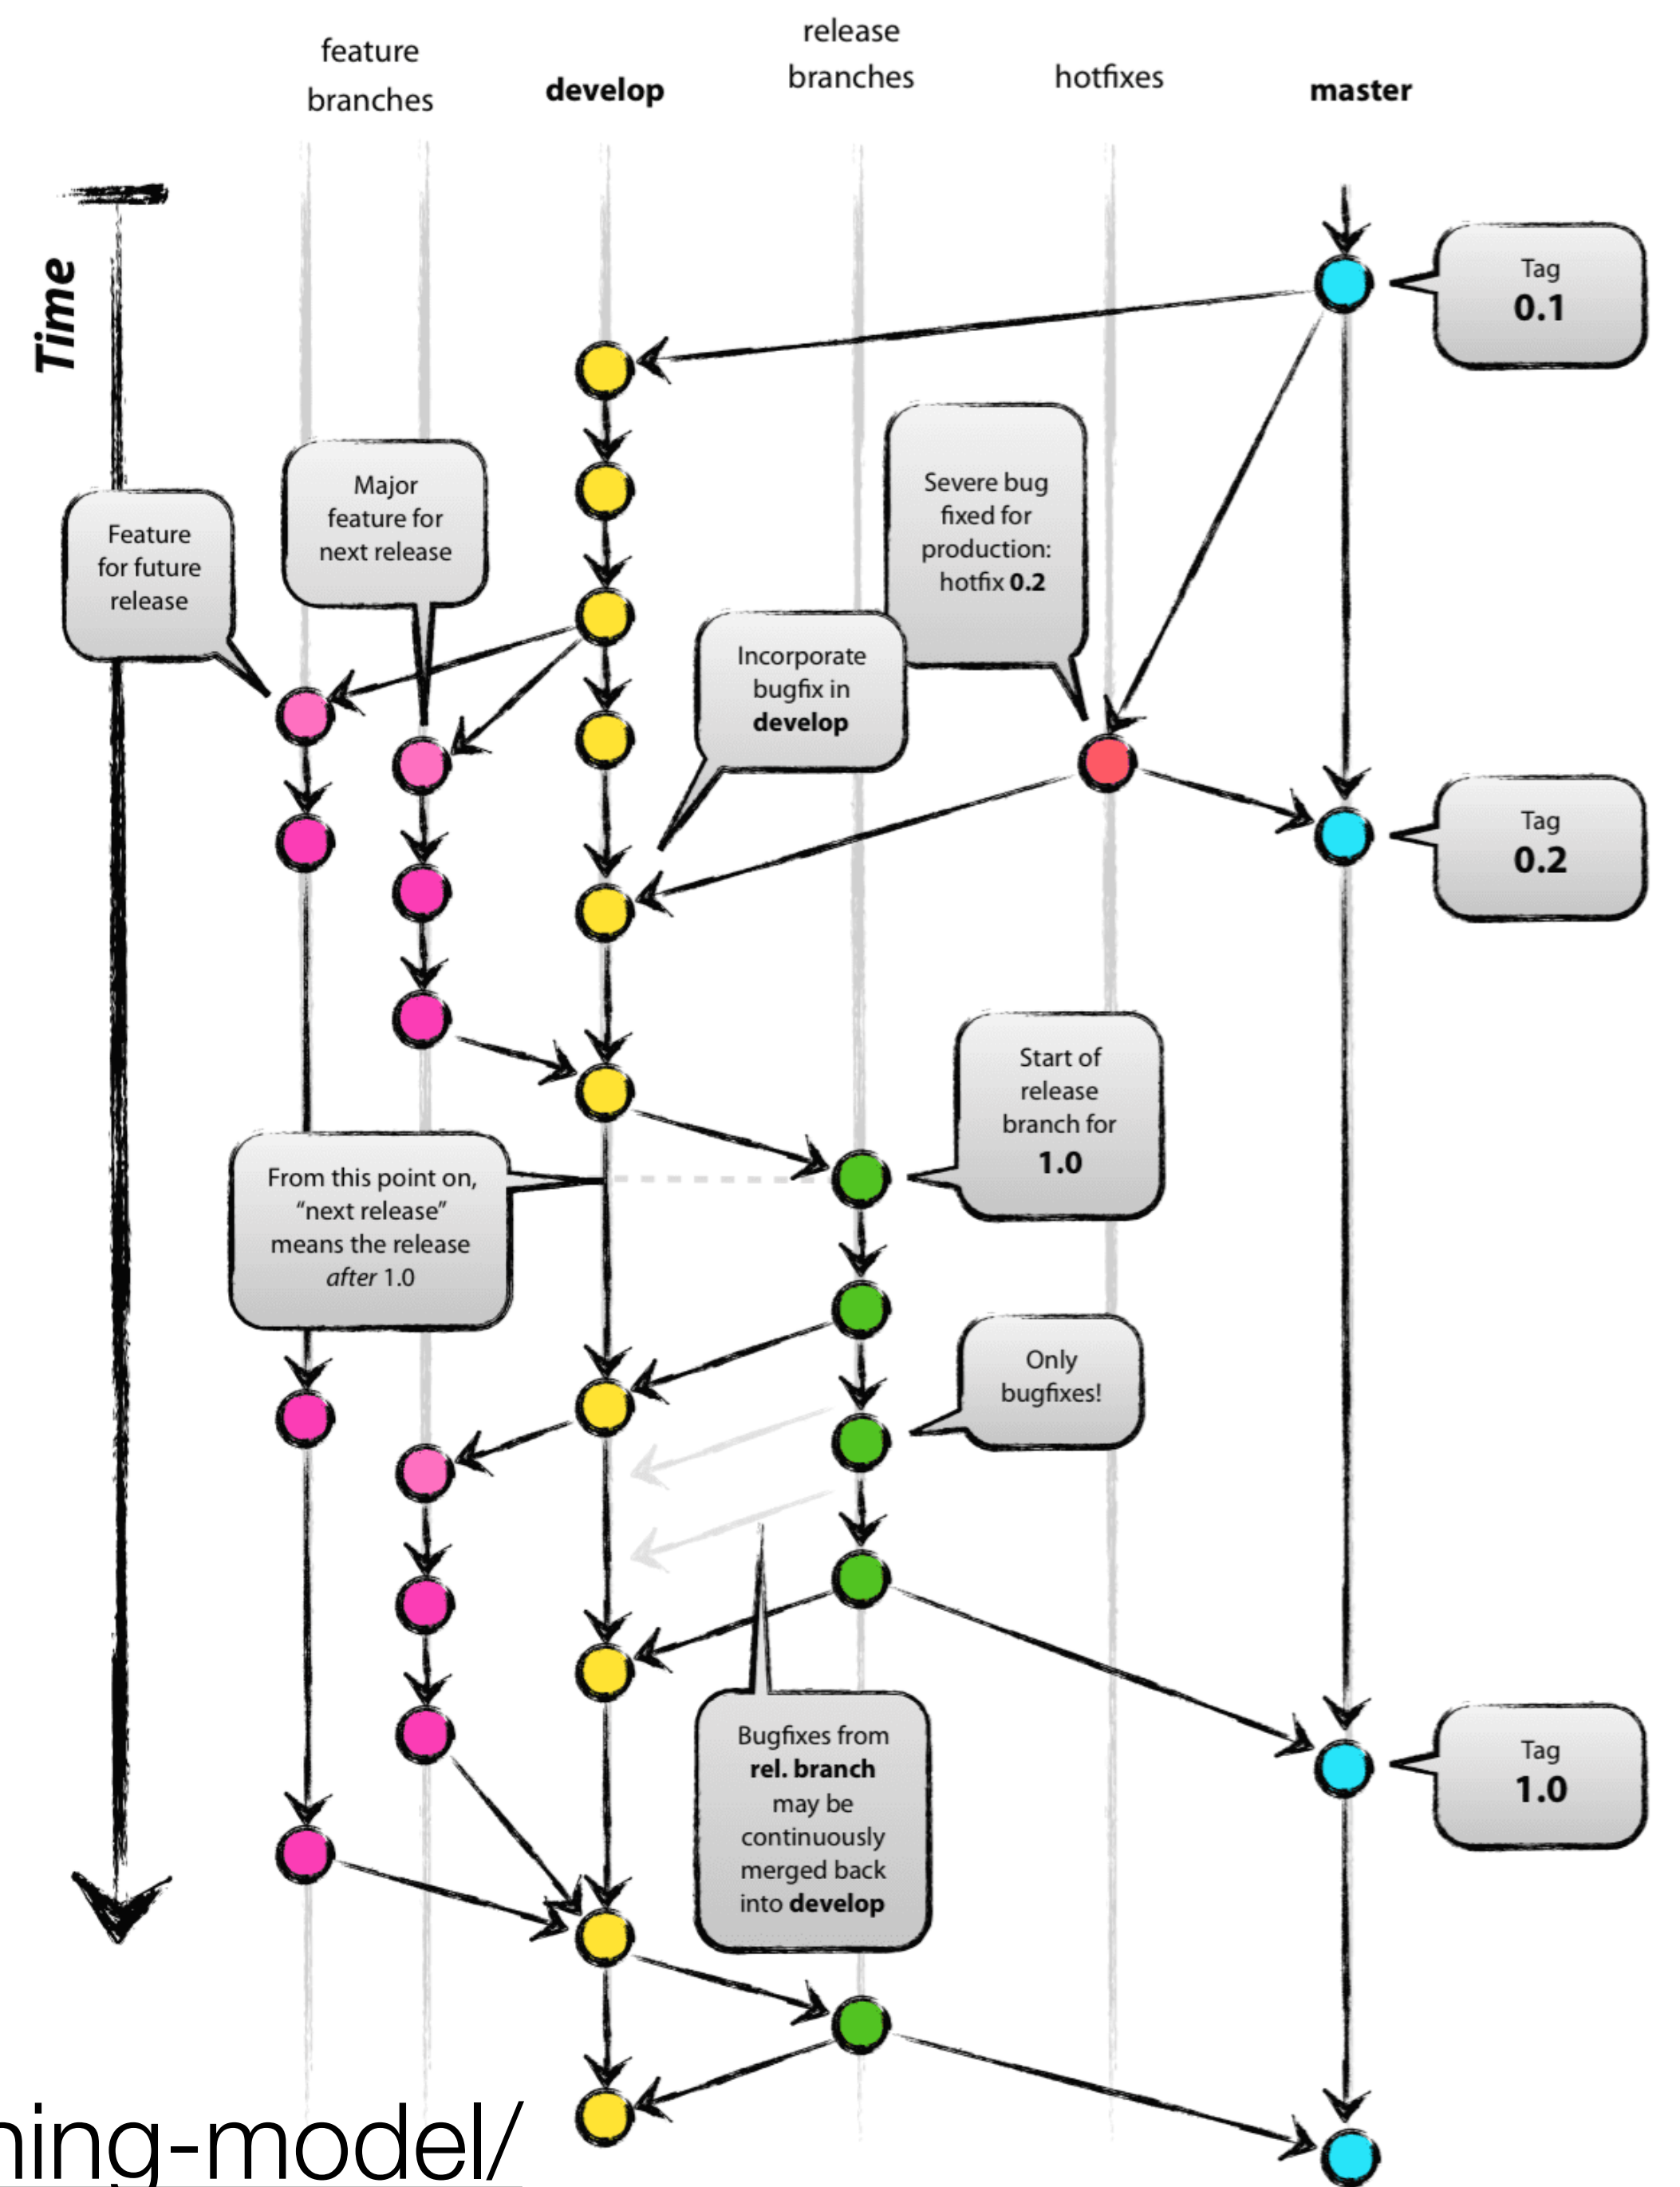 feature
branches
develop
release
branches
hotfixes
master
Time
Tag
0.1
Feature
for future
release
Major
feature for
next release
Severe bug
fixed for
production:
hotfix 0.2
Incorporate
bugfix in
develop
Tag
0.2
Start of
release
branch for
1.0
From this point on,
“next release”
means the release
after 1.0
Only
bugfixes!
Bugfixes from
rel. branch
may be
continuously
merged back
into develop
Tag
1.0
ning-model/